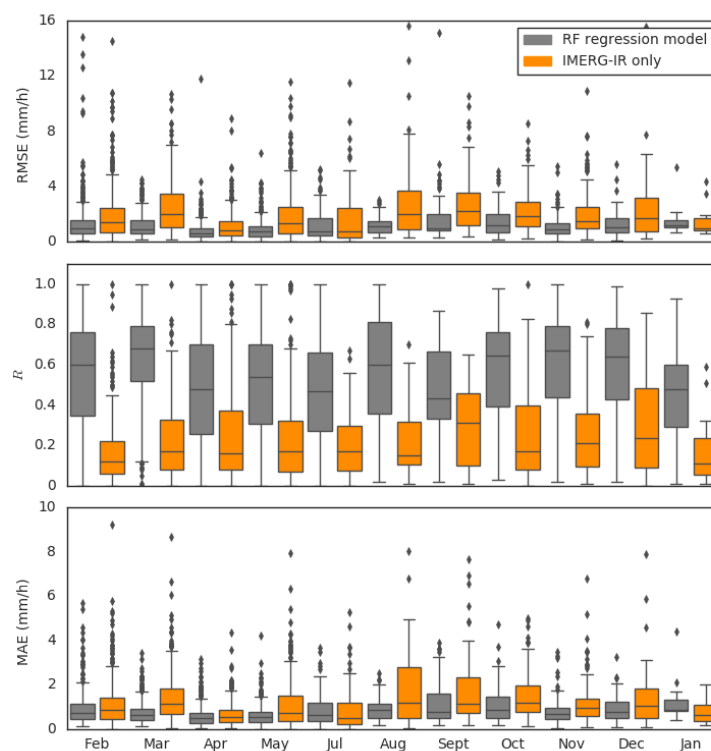 16
12
8
4
0
RMSE (mm/h)
RF regression model
IMERG-IR only
1.0
0.8
0.6
0.4
0.2
0
R
10
8
6
4
2
0
MAE (mm/h)
Feb Mar Apr May Jul Aug Sept Oct Nov Dec Jan